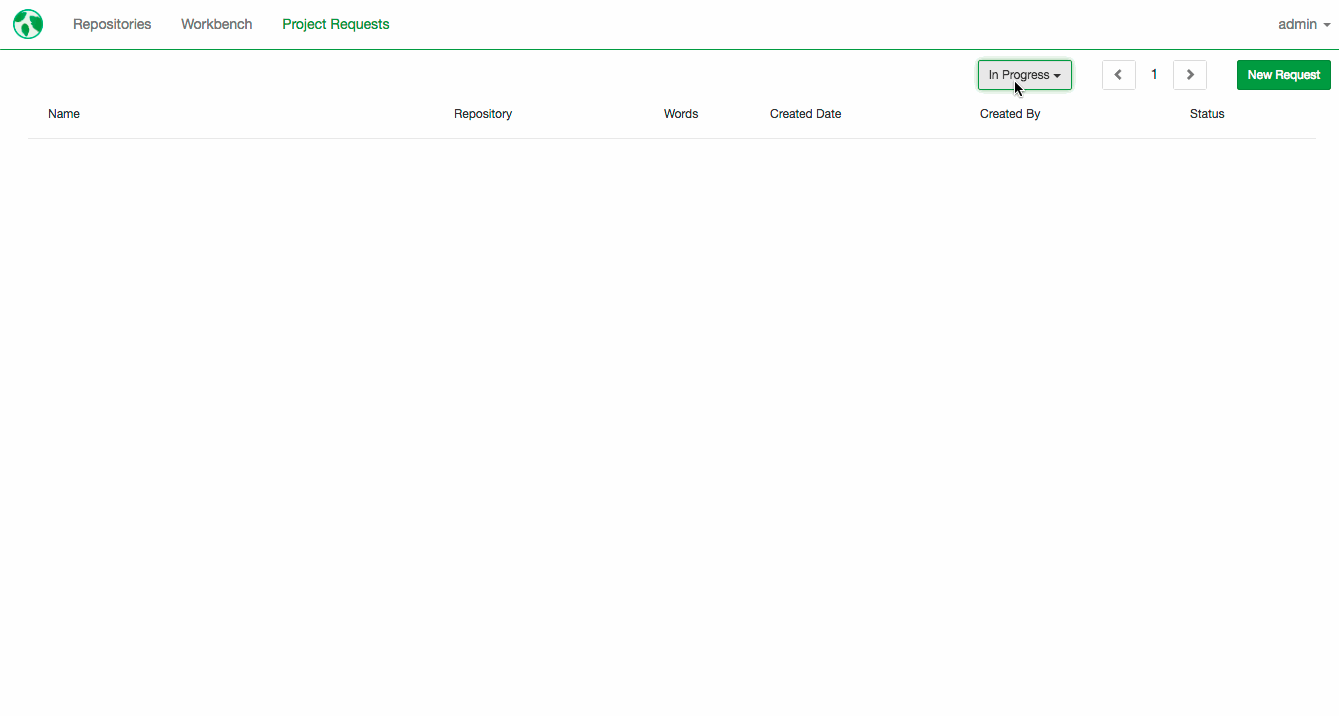 Repositories Workbench Project Requests admin
In Progress 1 New Request
Name Repository Words Created Date Created By Status